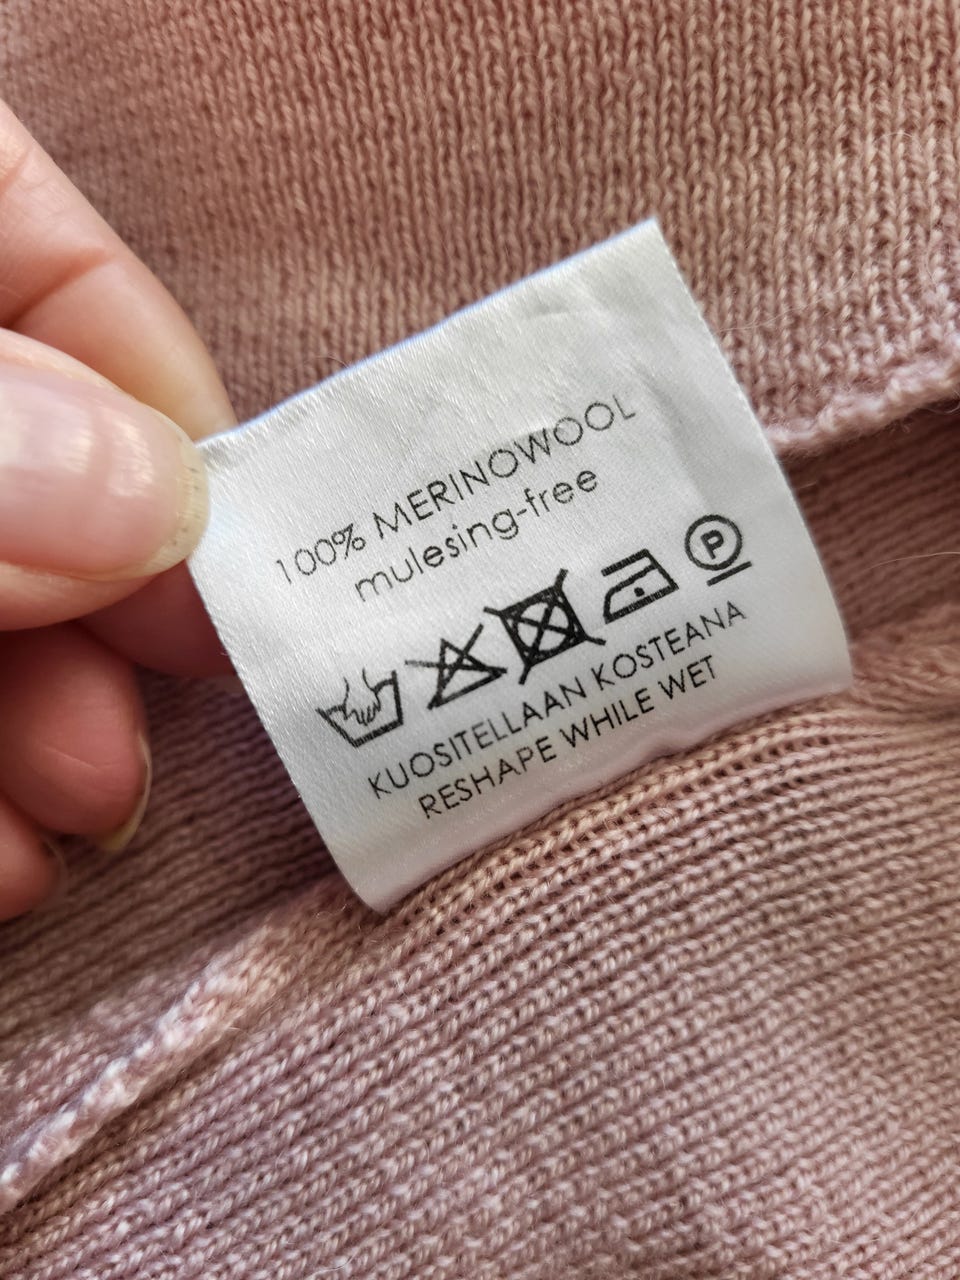 100% MERINOWOOL
mulesing-free
P
KUOSITELLAAN KOSTEANA
RESHAPE WHILE WET